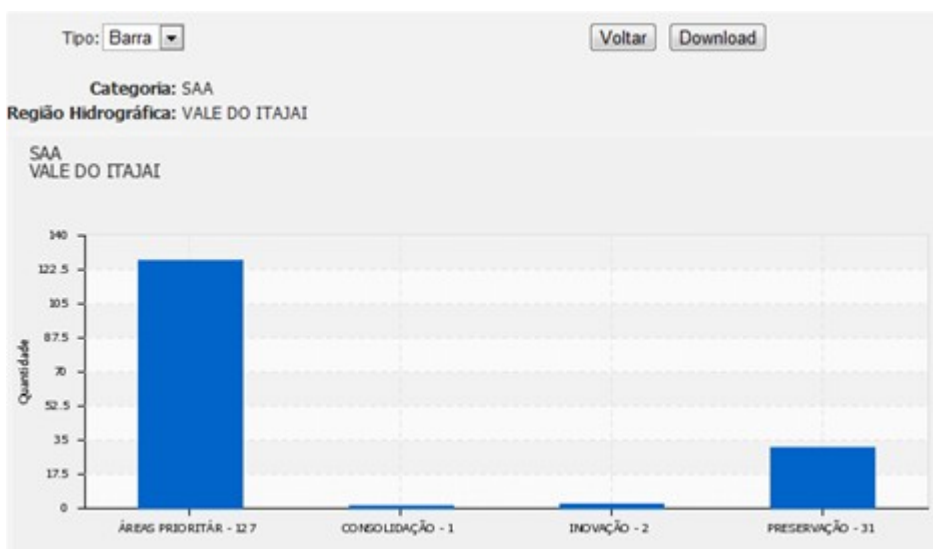 Tipo: Barra
Voltar Download
Categoria: SAA
Região Hidrográfica: VALE DO ITAJAI
SAA
VALE DO ITAJAI
Quantidade
140
122.5
105
87.5
70
52.5
35
17.5
0
ÁREAS PRIORITÁR - 127 CONSOLIDAÇÃO - 1 INOVAÇÃO - 2 PRESERVAÇÃO - 31